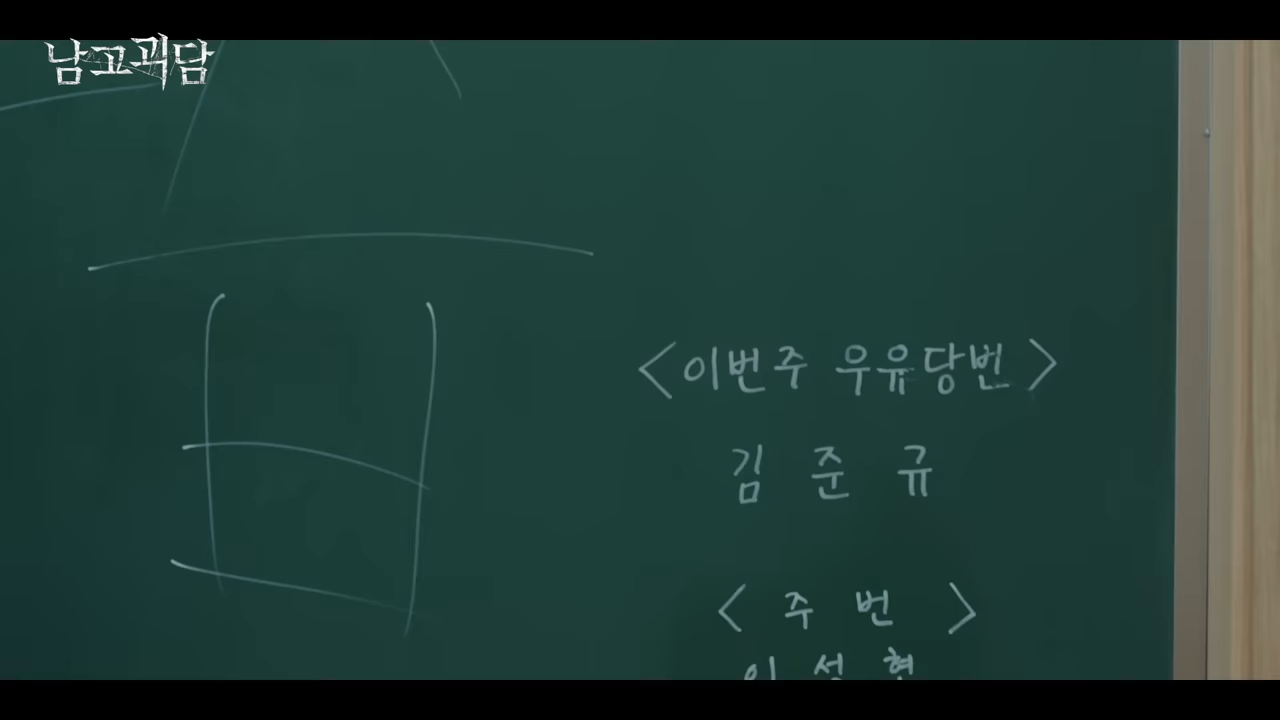 남고괴담
<이번주 우유당번>
김 준 규
< 주 번 >
이 성 현